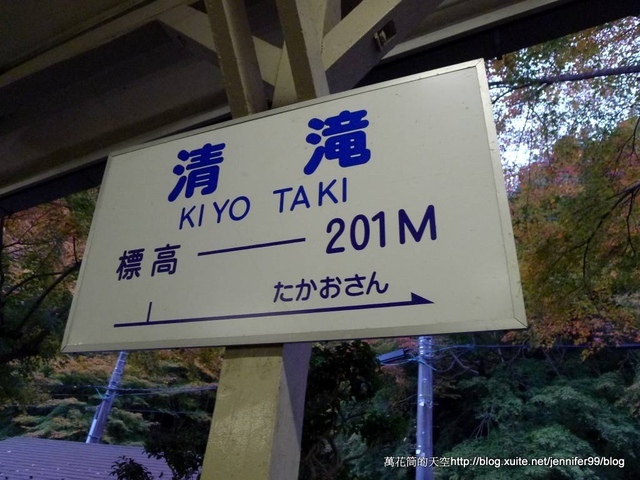 清滝
KIYO TAKI
標高 —— 201M
たかおさん
萬花筒的天空http://blog.xuite.net/jennifer99/blog